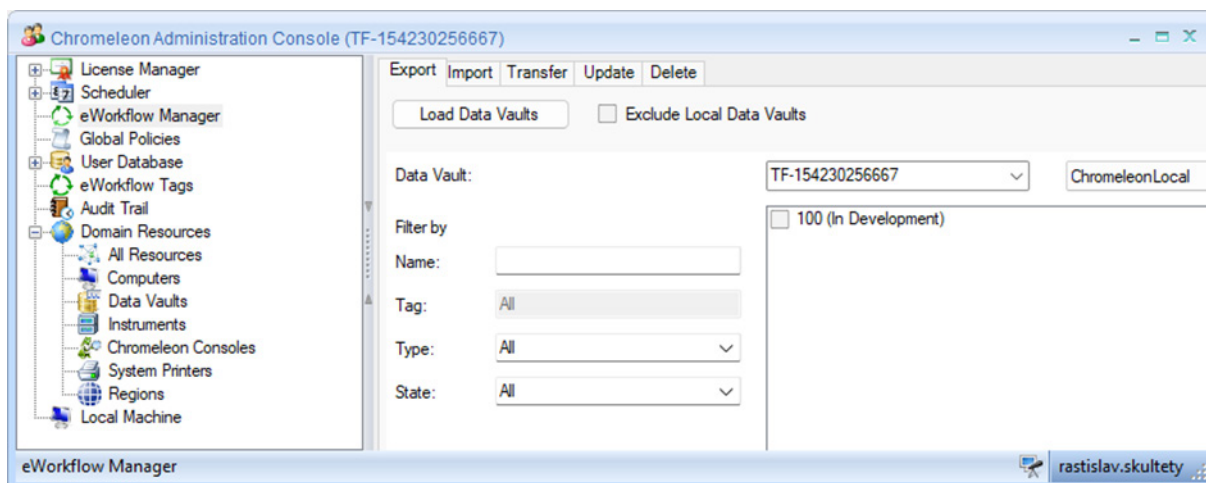 Chromeleon Administration Console (TF-154230256667)
License Manager
Scheduler
eWorkflow Manager
Global Policies
User Database
eWorkflow Tags
Audit Trail
Domain Resources
All Resources
Computers
Data Vaults
Instruments
Chromeleon Consoles
System Printers
Regions
Local Machine
Export Import Transfer Update Delete
Load Data Vaults Exclude Local Data Vaults
Data Vault: TF-154230256667 ChromeleonLocal
100 (In Development)
Filter by
Name:
Tag: All
Type: All
State: All
eWorkflow Manager rastislav.skultety